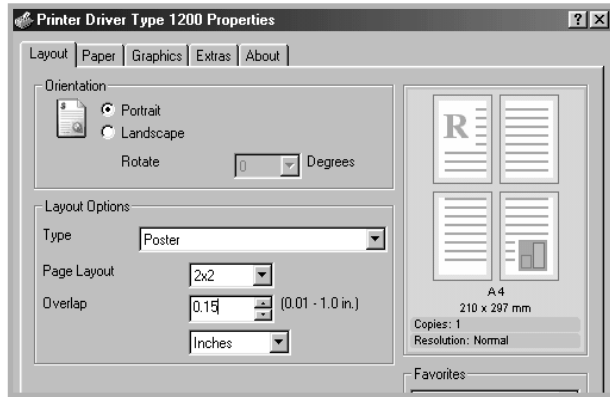 Printer Driver Type 1200 Properties
Layout Paper Graphics Extras About
Orientation
Portrait
Landscape
Rotate 0 Degrees
Layout Options
Type Poster
Page Layout 2x2
Overlap 0.15 (0.01 - 1.0 in.)
Inches
R
A4
210 x 297 mm
Copies: 1
Resolution: Normal
Favorites